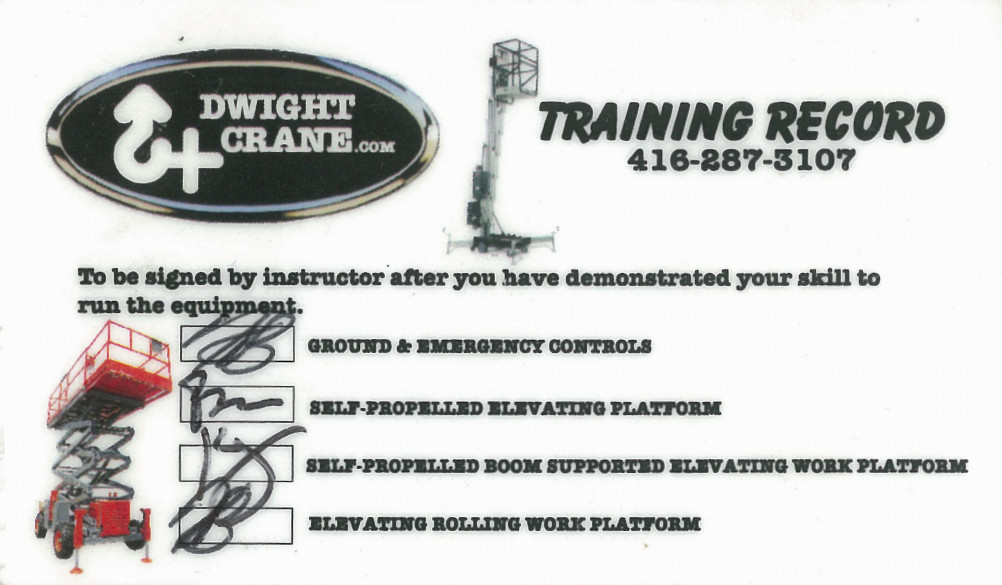 DWIGHT
CRANE.COM
TRAINING RECORD
416-287-3107
To be signed by instructor after you have demonstrated your skill to
run the equipment.
GROUND & EMERGENCY CONTROLS
SELF-PROPELLED ELEVATING PLATFORM
SELF-PROPELLED BOOM SUPPORTED ELEVATING WORK PLATFORM
ELEVATING ROLLING WORK PLATFORM